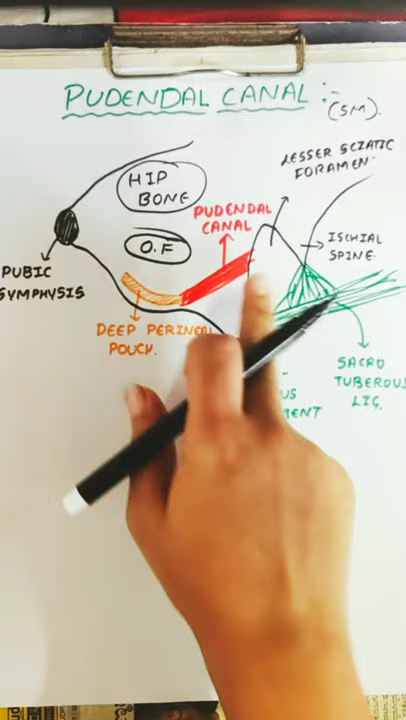 PUDENDAL CANAL :-
(5M).
LESSER SCIATIC
FORAMEN.
HIP
BONE
PUDENDAL
CANAL
O.F
ISCHIAL
SPINE.
PUBIC
SYMPHYSIS
DEEP PERINEAL
POUCH.
SACRO
TUBEROUS
LIG.